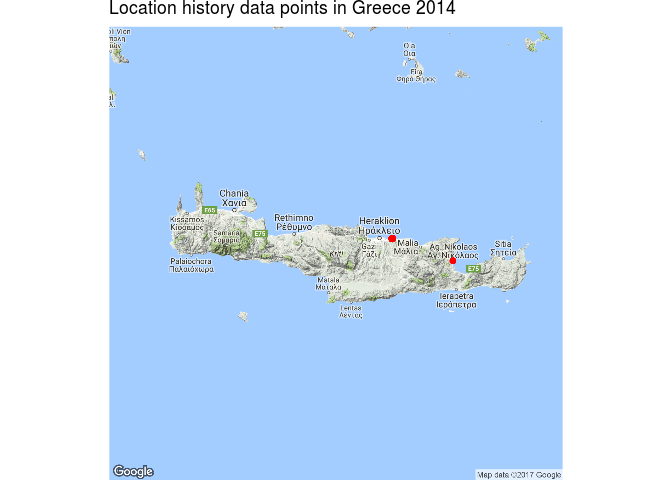 Location history data points in Greece 2014
Oia
Οία
Fira
Φηρά Θήρας
Chania
Χανιά
Kissamos
Κίσσαμος
E65
Rethimno
Ρέθυμνο
Heraklion
Ηράκλειο
Samaria
Σαμαριά
E75
Gazi
Γάζι
Malia
Μάλια
Ag. Nikolaos
Αγ. Νικόλαος
Sitia
Σητεία
Palaiochora
Παλαιόχωρα
E75
Matala
Μάταλα
Ierapetra
Ιεράπετρα
Lentas
Λέντας
Google
Map data ©2017 Google